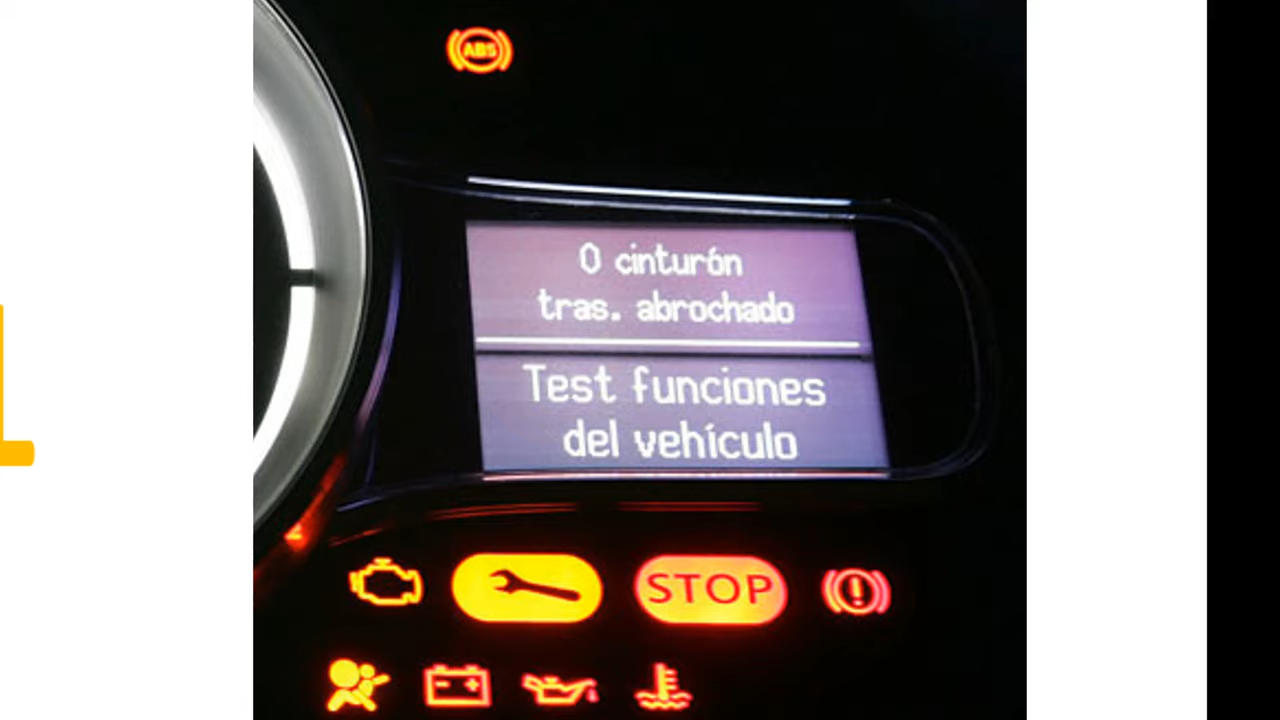 ABS
0 cinturón
tras. abrochado
Test funciones
del vehículo
STOP